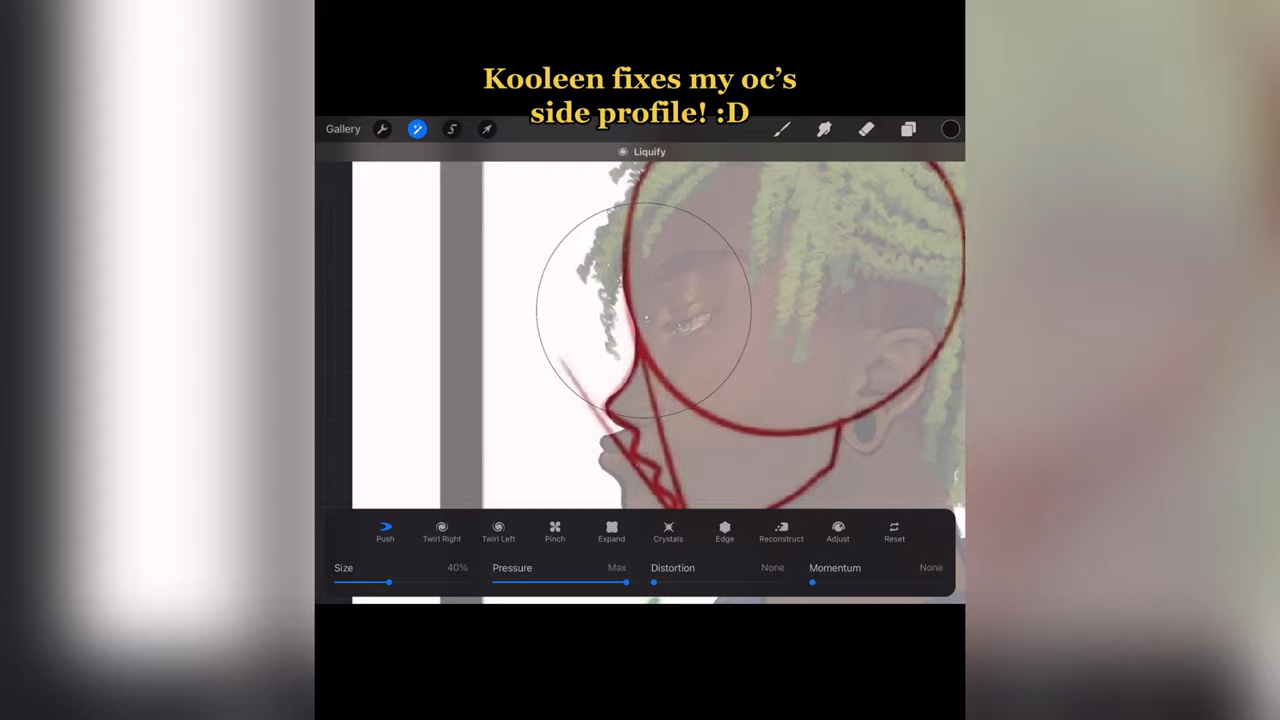 Kooleen fixes my oc’s
side profile! :D
Gallery
Liquify
Push Twirl Right Twirl Left Pinch Expand Crystals Edge Reconstruct Adjust Reset
Size 40% Pressure Max Distortion None Momentum None